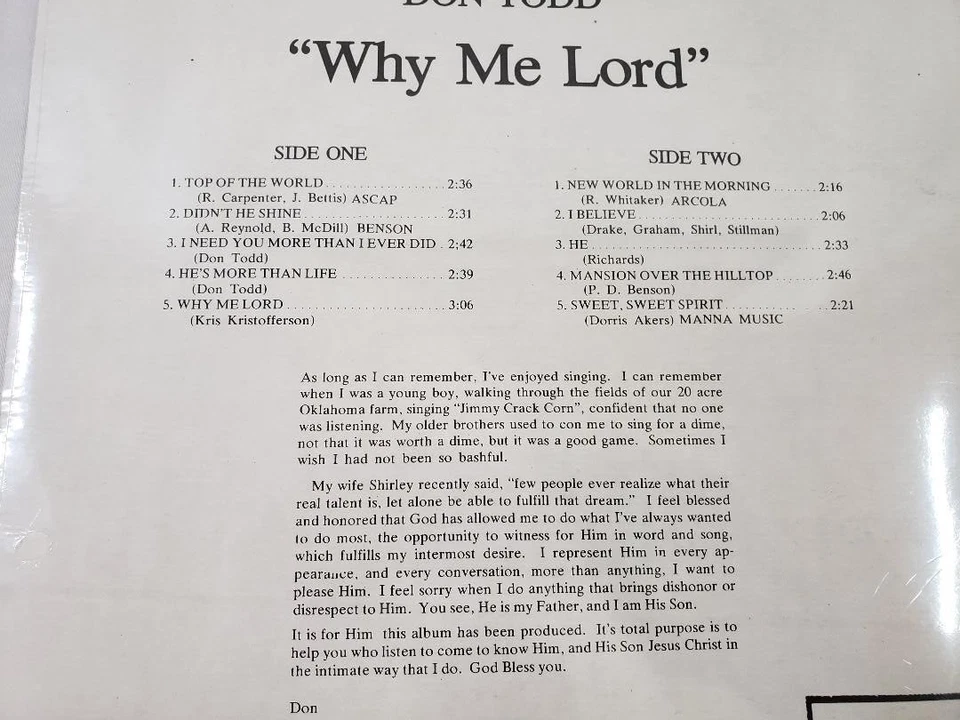 DON TODD
“Why Me Lord”
SIDE ONE
1. TOP OF THE WORLD.................. 2:36
(R. Carpenter, J. Bettis) ASCAP
2. DIDN'T HE SHINE..................... 2:31
(A. Reynold, B. McDill) BENSON
3. I NEED YOU MORE THAN I EVER DID . 2;42
(Don Todd)
4. HE'S MORE THAN LIFE ............... 2:39
(Don Todd)
5. WHY ME LORD........................ 3:06
(Kris Kristofferson)
SIDE TWO
1. NEW WORLD IN THE MORNING ....... 2:16
(R. Whitaker) ARCOLA
2. I BELIEVE........................... 2:06
(Drake, Graham, Shirl, Stillman)
3. HE.................................. 2:33
(Richards)
4. MANSION OVER THE HILLTOP........ 2:46
(P. D. Benson)
5. SWEET, SWEET SPIRIT................ 2:21
(Dorris Akers) MANNA MUSIC
As long as I can remember, I've enjoyed singing. I can remember
when I was a young boy, walking through the fields of our 20 acre
Oklahoma farm, singing “Jimmy Crack Corn”, confident that no one
was listening. My older brothers used to con me to sing for a dime,
not that it was worth a dime, but it was a good game. Sometimes I
wish I had not been so bashful.
My wife Shirley recently said, “few people ever realize what their
real talent is, let alone be able to fulfill that dream.” I feel blessed
and honored that God has allowed me to do what I've always wanted
to do most, the opportunity to witness for Him in word and song,
which fulfills my intermost desire. I represent Him in every ap-
pearance, and every conversation, more than anything, I want to
please Him. I feel sorry when I do anything that brings dishonor or
disrespect to Him. You see, He is my Father, and I am His Son.
It is for Him this album has been produced. It's total purpose is to
help you who listen to come to know Him, and His Son Jesus Christ in
the intimate way that I do. God Bless you.
Don